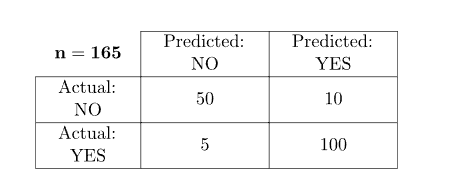 n = 165
Predicted: Predicted:
NO YES
Actual:
NO 50 10
Actual:
YES 5 100